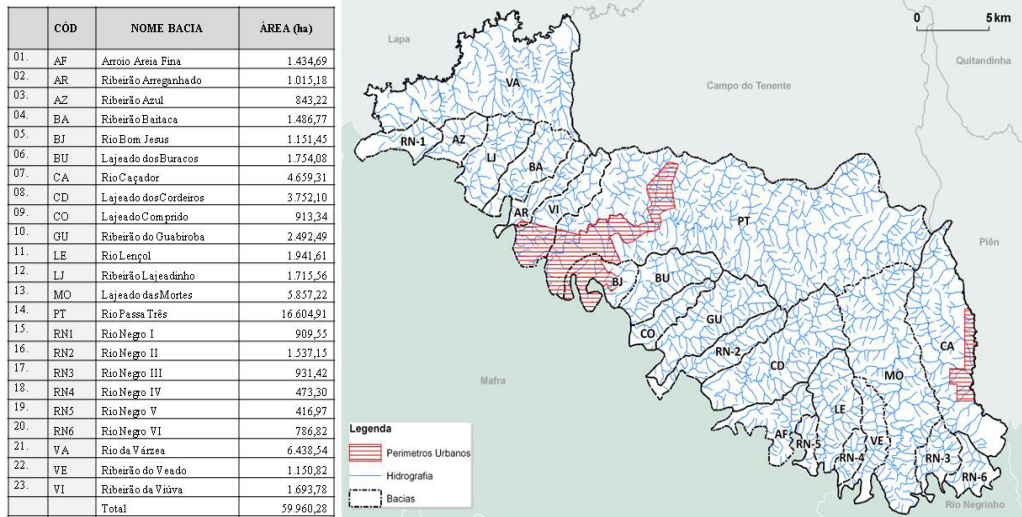 CÓD NOME BACIA ÁREA (ha)
01. AF Arroio Areia Fina 1.434,69
02. AR Ribeirão Arreganhado 1.015,18
03. AZ Ribeirão Azul 843,22
04. BA Ribeirão Baitaca 1.486,77
05. BJ Rio Bom Jesus 1.151,45
06. BU Lajeado dos Buracos 1.754,08
07. CA Rio Caçador 4.659,31
08. CD Lajeado dos Cordeiros 3.752,10
09. CO Lajeado Comprido 913,34
10. GU Ribeirão do Guabiroba 2.492,49
11. LE Rio Lençol 1.941,61
12. LJ Ribeirão Lajeadinho 1.715,56
13. MO Lajeado das Mortes 5.857,22
14. PT Rio Passa Três 16.604,91
15. RN1 Rio Negro I 909,55
16. RN2 Rio Negro II 1.537,15
17. RN3 Rio Negro III 931,42
18. RN4 Rio Negro IV 473,30
19. RN5 Rio Negro V 416,97
20. RN6 Rio Negro VI 786,82
21. VA Rio da Várzea 6.438,54
22. VE Ribeirão do Veado 1.150,82
23. VI Ribeirão da Viúva 1.693,78
Total 59.960,28
0 5 km
Lapa
Quitandinha
Campo do Tenente
VA
RN-1
AZ
LJ
BA
AR
VI
PT
Piên
BJ
BU
CO
GU
RN-2
CD
CA
MO
Mafra
LE
AF
RN-5
RN-4
VE
RN-3
RN-6
Rio Negrinho
Legenda
Perimetros Urbanos
Hidrografia
Bacias